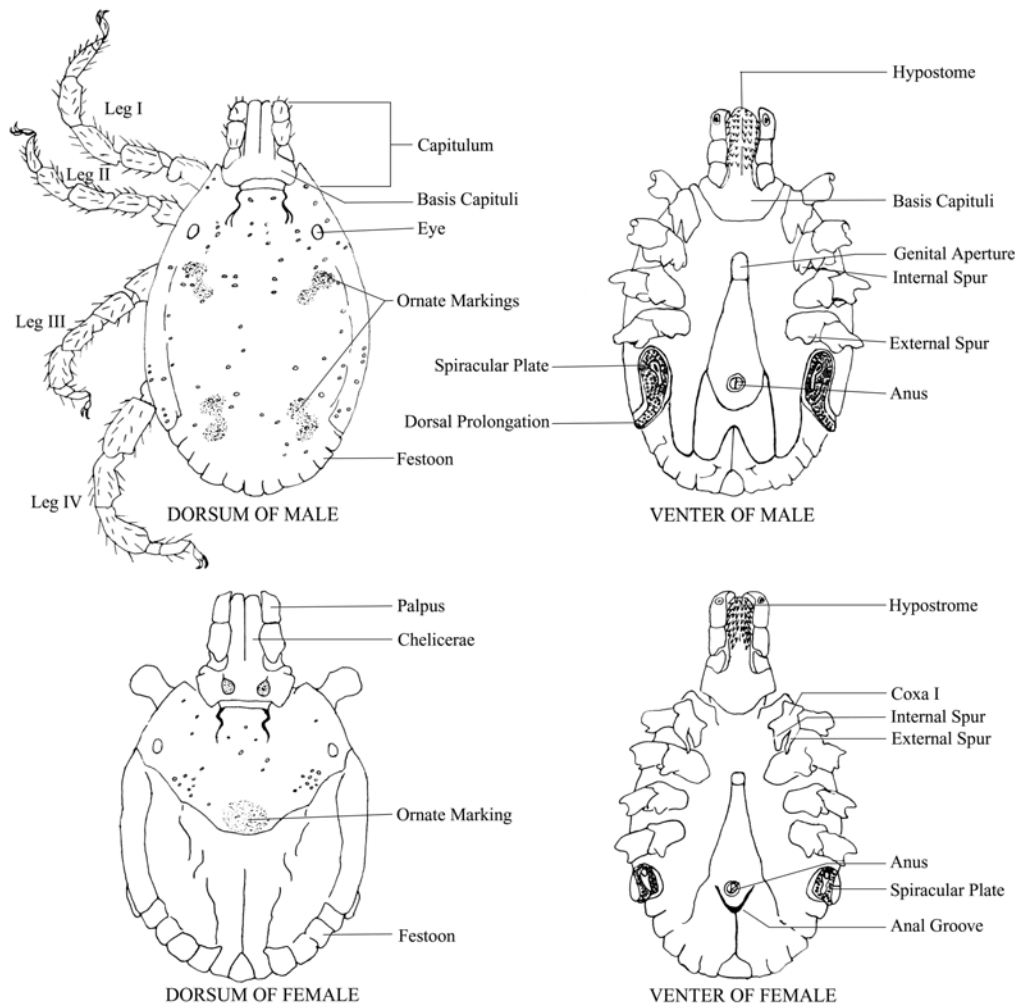 Leg I
Leg II
Leg III
Leg IV
Capitulum
Basis Capituli
Eye
Ornate Markings
Festoon
DORSUM OF MALE
Hypostome
Basis Capituli
Genital Aperture
Internal Spur
External Spur
Spiracular Plate
Anus
Dorsal Prolongation
VENTER OF MALE
Palpus
Chelicerae
Ornate Marking
Festoon
DORSUM OF FEMALE
Hypostrome
Coxa I
Internal Spur
External Spur
Anus
Spiracular Plate
Anal Groove
VENTER OF FEMALE